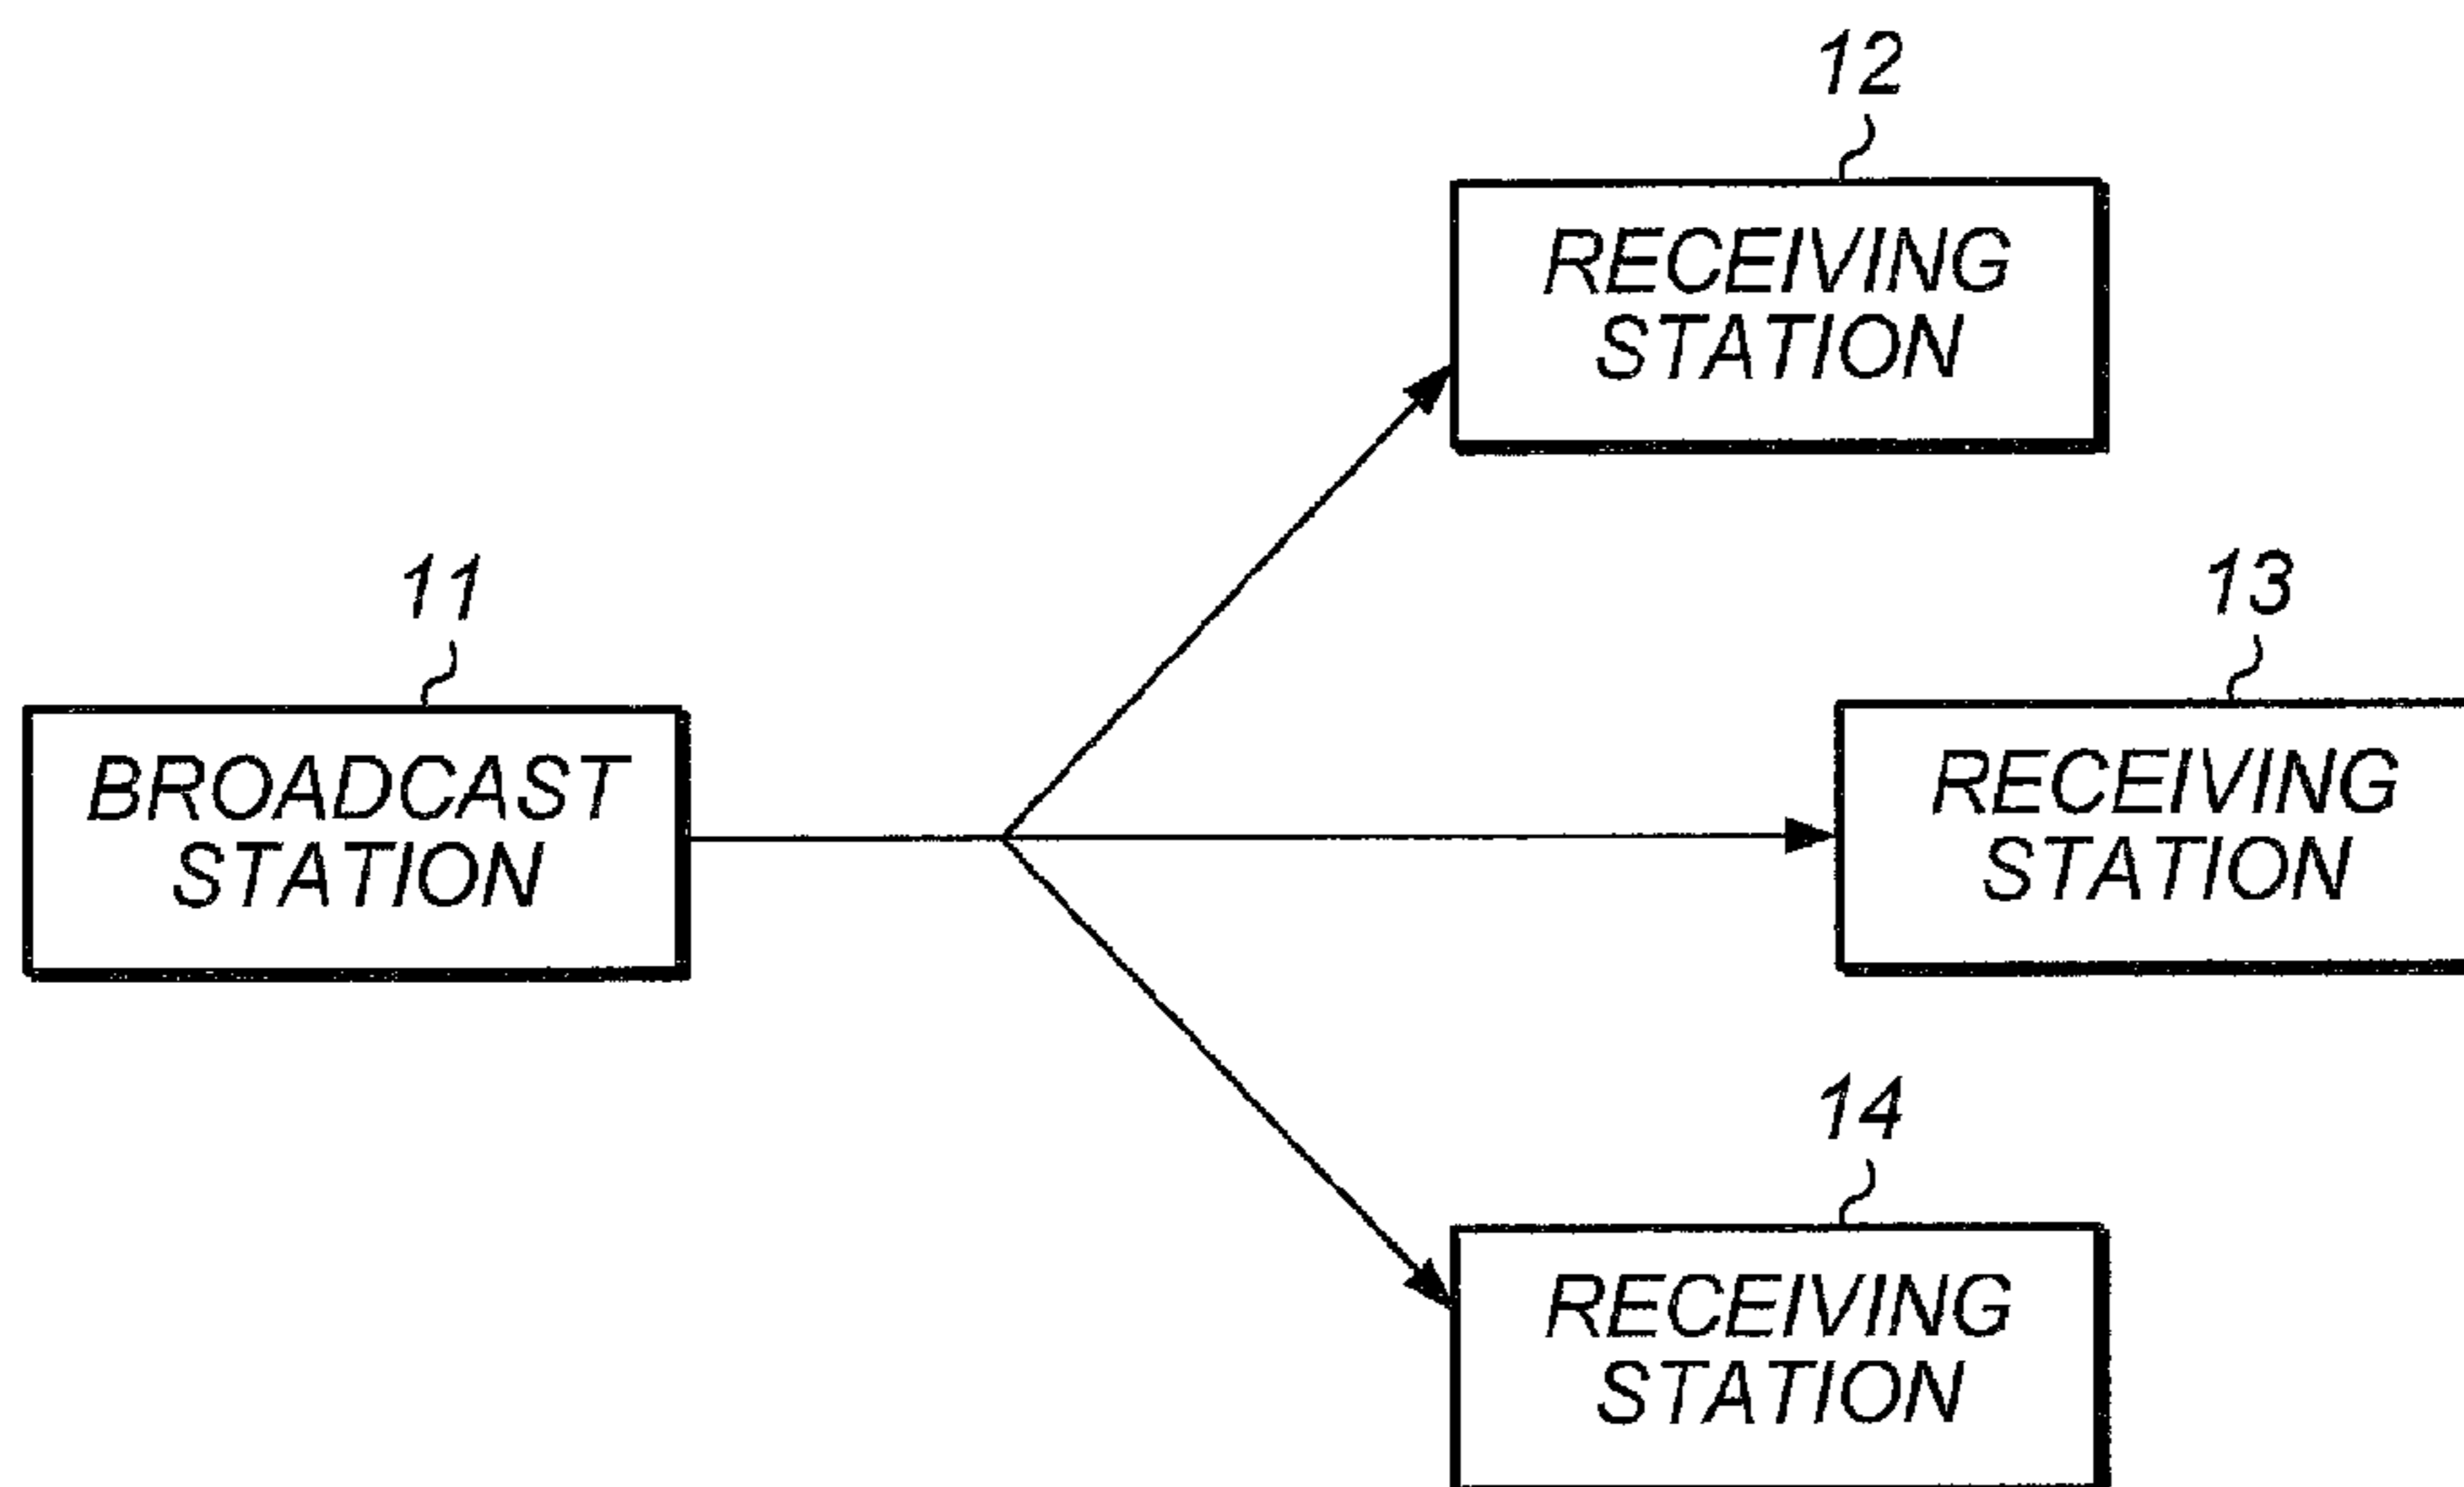 12
RECEIVING
STATION
11
BROADCAST
STATION
13
RECEIVING
STATION
14
RECEIVING
STATION